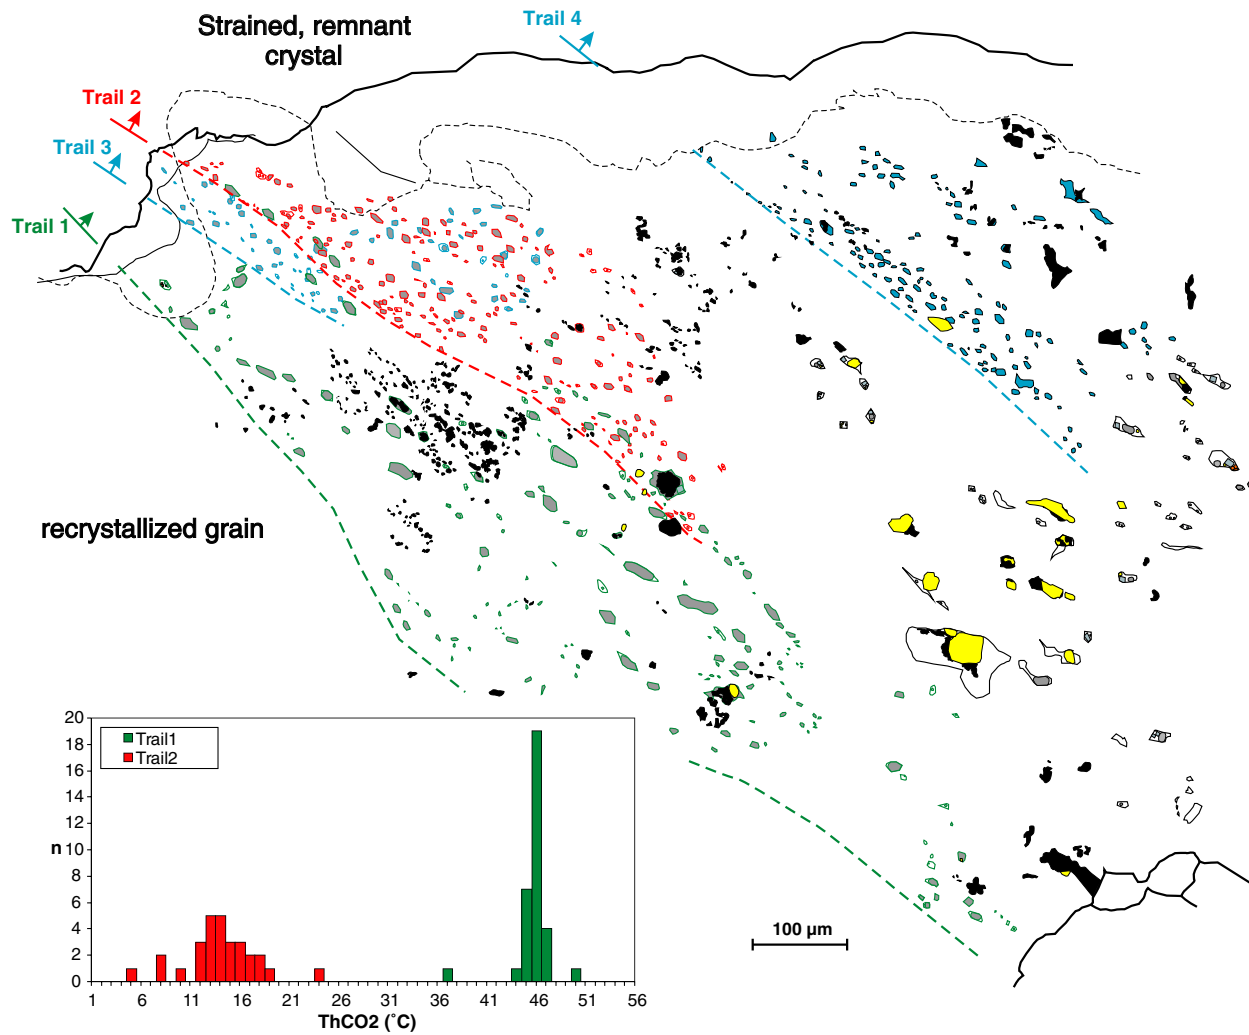 Strained, remnant
crystal
Trail 4
Trail 2
Trail 3
Trail 1
recrystallized grain
100 µm
20
18
16
14
12
10
8
6
4
2
0
n
Trail1
Trail2
1 6 11 16 21 26 31 36 41 46 51 56
ThCO2 (˚C)